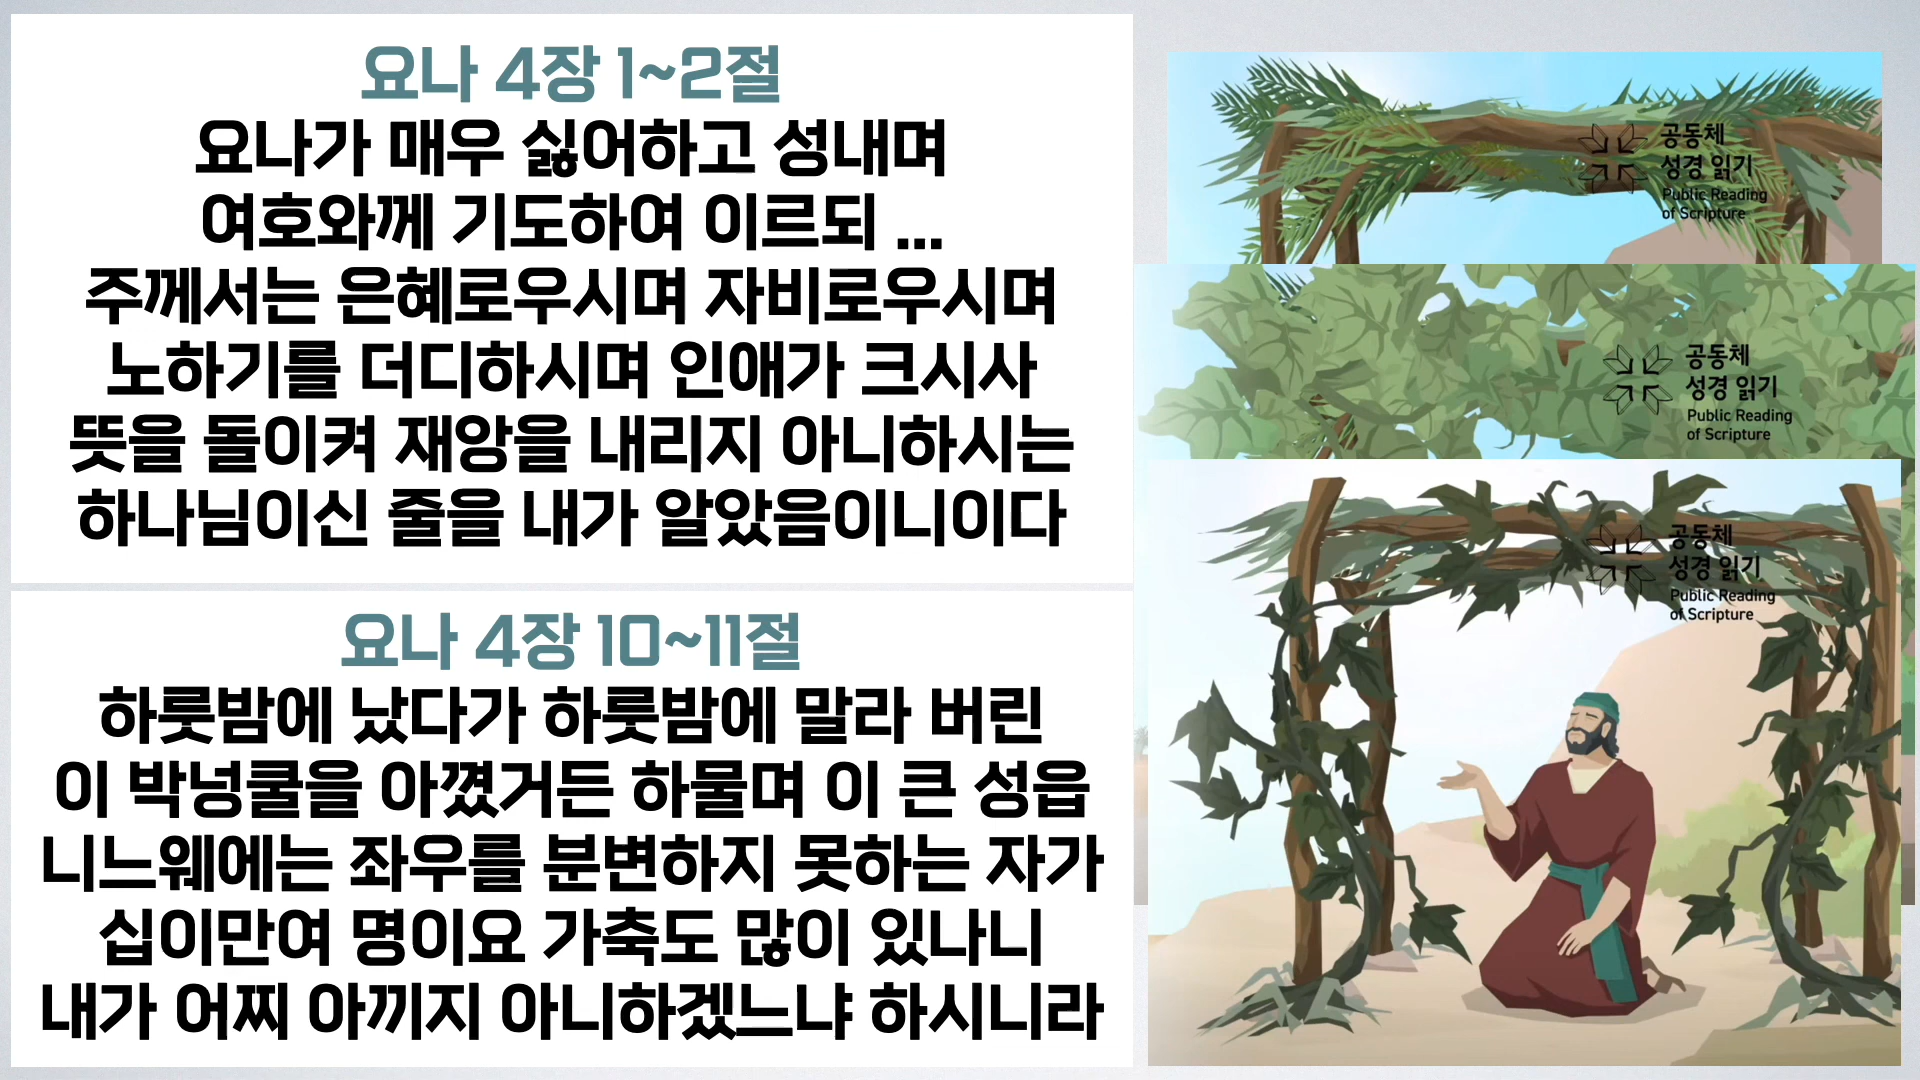 요나 4장 1~2절
요나가 매우 싫어하고 성내며
여호와께 기도하여 이르되 ...
주께서는 은혜로우시며 자비로우시며
노하기를 더디하시며 인애가 크시사
뜻을 돌이켜 재앙을 내리지 아니하시는
하나님이신 줄을 내가 알았음이니이다
요나 4장 10~11절
하룻밤에 났다가 하룻밤에 말라 버린
이 박넝쿨을 아꼈거든 하물며 이 큰 성읍
니느웨에는 좌우를 분변하지 못하는 자가
십이만여 명이요 가축도 많이 있나니
내가 어찌 아끼지 아니하겠느냐 하시니라
공동체
성경 읽기
Public Reading
of Scripture
공동체
성경 읽기
Public Reading
of Scripture
공동체
성경 읽기
Public Reading
of Scripture